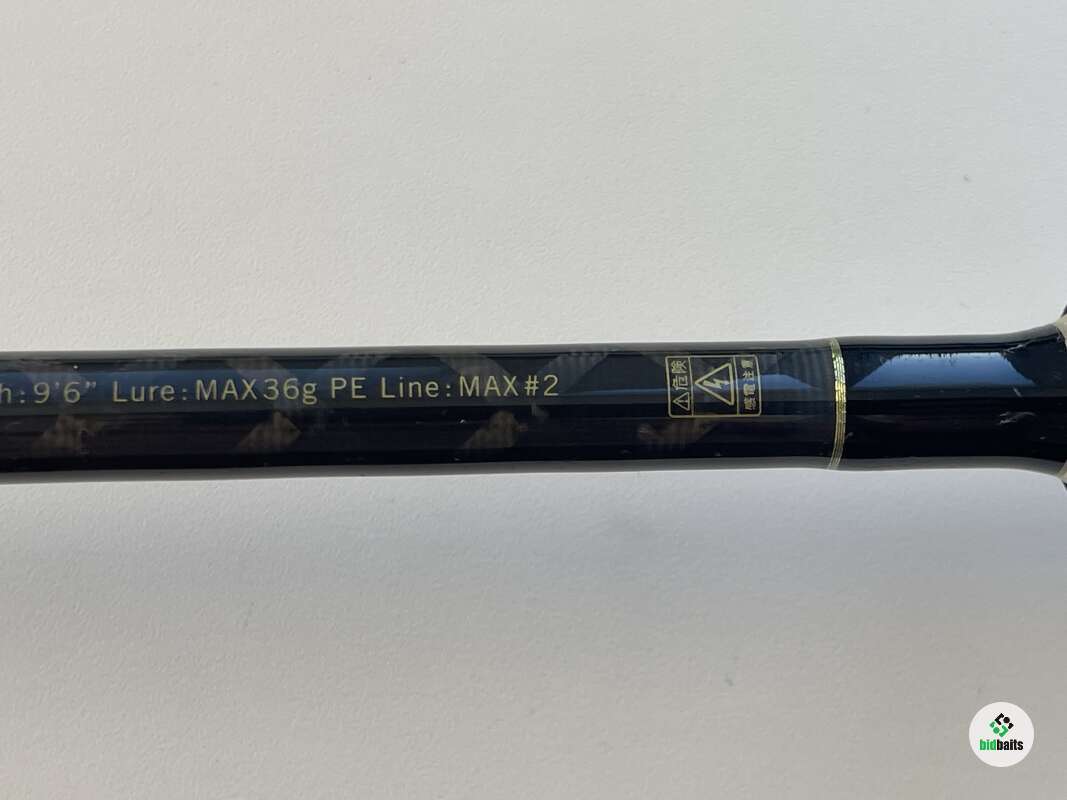 h: 9'6" Lure: MAX36g PE Line: MAX #2
危険
感電注意
bidbaits